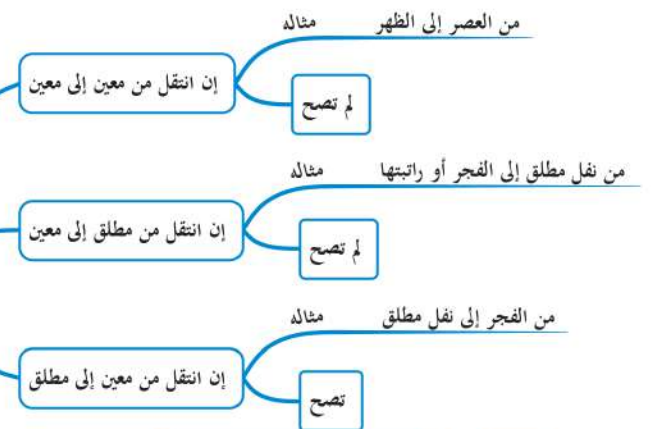 من العصر إلى الظهر مثاله
إن انتقل من معين إلى معين
لم تصح
من نفل مطلق إلى الفجر أو راتبتها مثاله
إن انتقل من مطلق إلى معين
لم تصح
من الفجر إلى نفل مطلق مثاله
إن انتقل من معين إلى مطلق
تصح